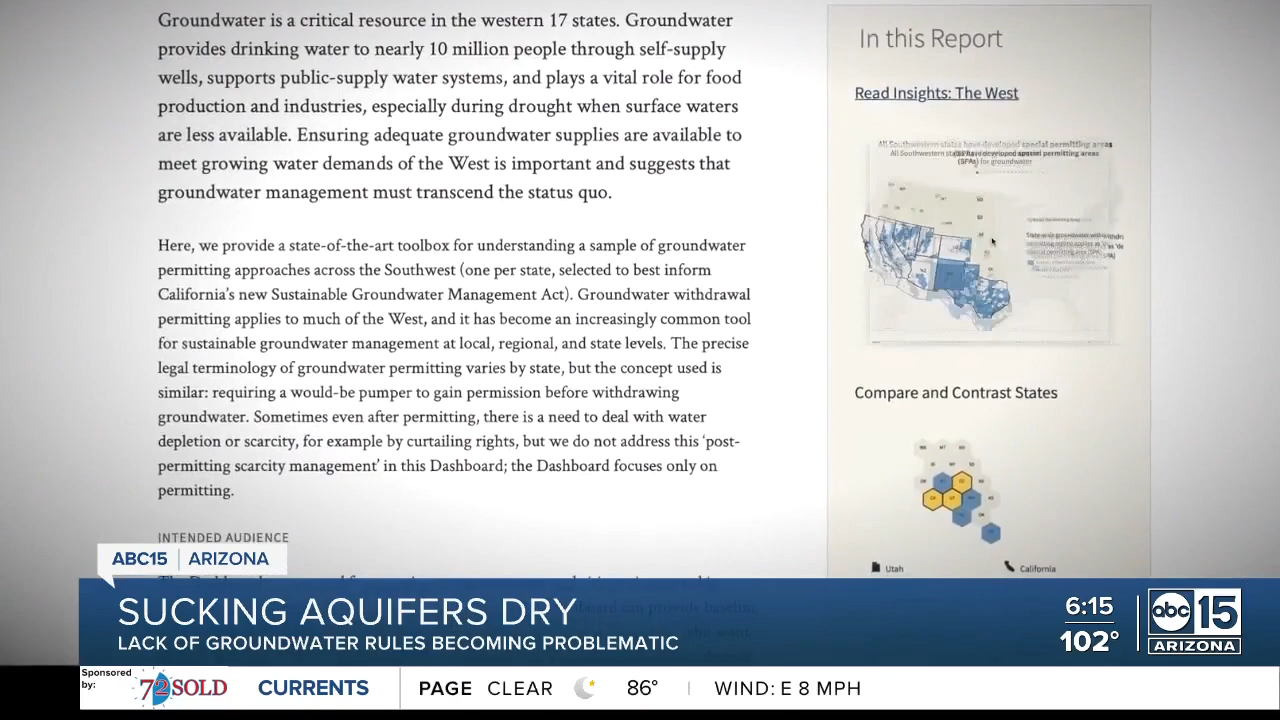 Groundwater is a critical resource in the western 17 states. Groundwater
provides drinking water to nearly 10 million people through self-supply
wells, supports public-supply water systems, and plays a vital role for food
production and industries, especially during drought when surface waters
are less available. Ensuring adequate groundwater supplies are available to
meet growing water demands of the West is important and suggests that
groundwater management must transcend the status quo.
Here, we provide a state-of-the-art toolbox for understanding a sample of groundwater
permitting approaches across the Southwest (one per state, selected to best inform
California's new Sustainable Groundwater Management Act). Groundwater withdrawal
permitting applies to much of the West, and it has become an increasingly common tool
for sustainable groundwater management at local, regional, and state levels. The precise
legal terminology of groundwater permitting varies by state, but the concept used is
similar: requiring a would-be pumper to gain permission before withdrawing
groundwater. Sometimes even after permitting, there is a need to deal with water
depletion or scarcity, for example by curtailing rights, but we do not address this 'post-
permitting scarcity management' in this Dashboard; the Dashboard focuses only on
permitting.
INTENDED AUDIENCE
In this Report
Read Insights: The West
All Southwestern states have developed special permitting areas
(SPAs) for groundwater
Compare and Contrast States
Utah
California
ABC15 | ARIZONA
SUCKING AQUIFERS DRY
LACK OF GROUNDWATER RULES BECOMING PROBLEMATIC
6:15
102°
abc 15
ARIZONA
Sponsored
by:
72SOLD
CURRENTS
PAGE CLEAR 86° WIND: E 8 MPH